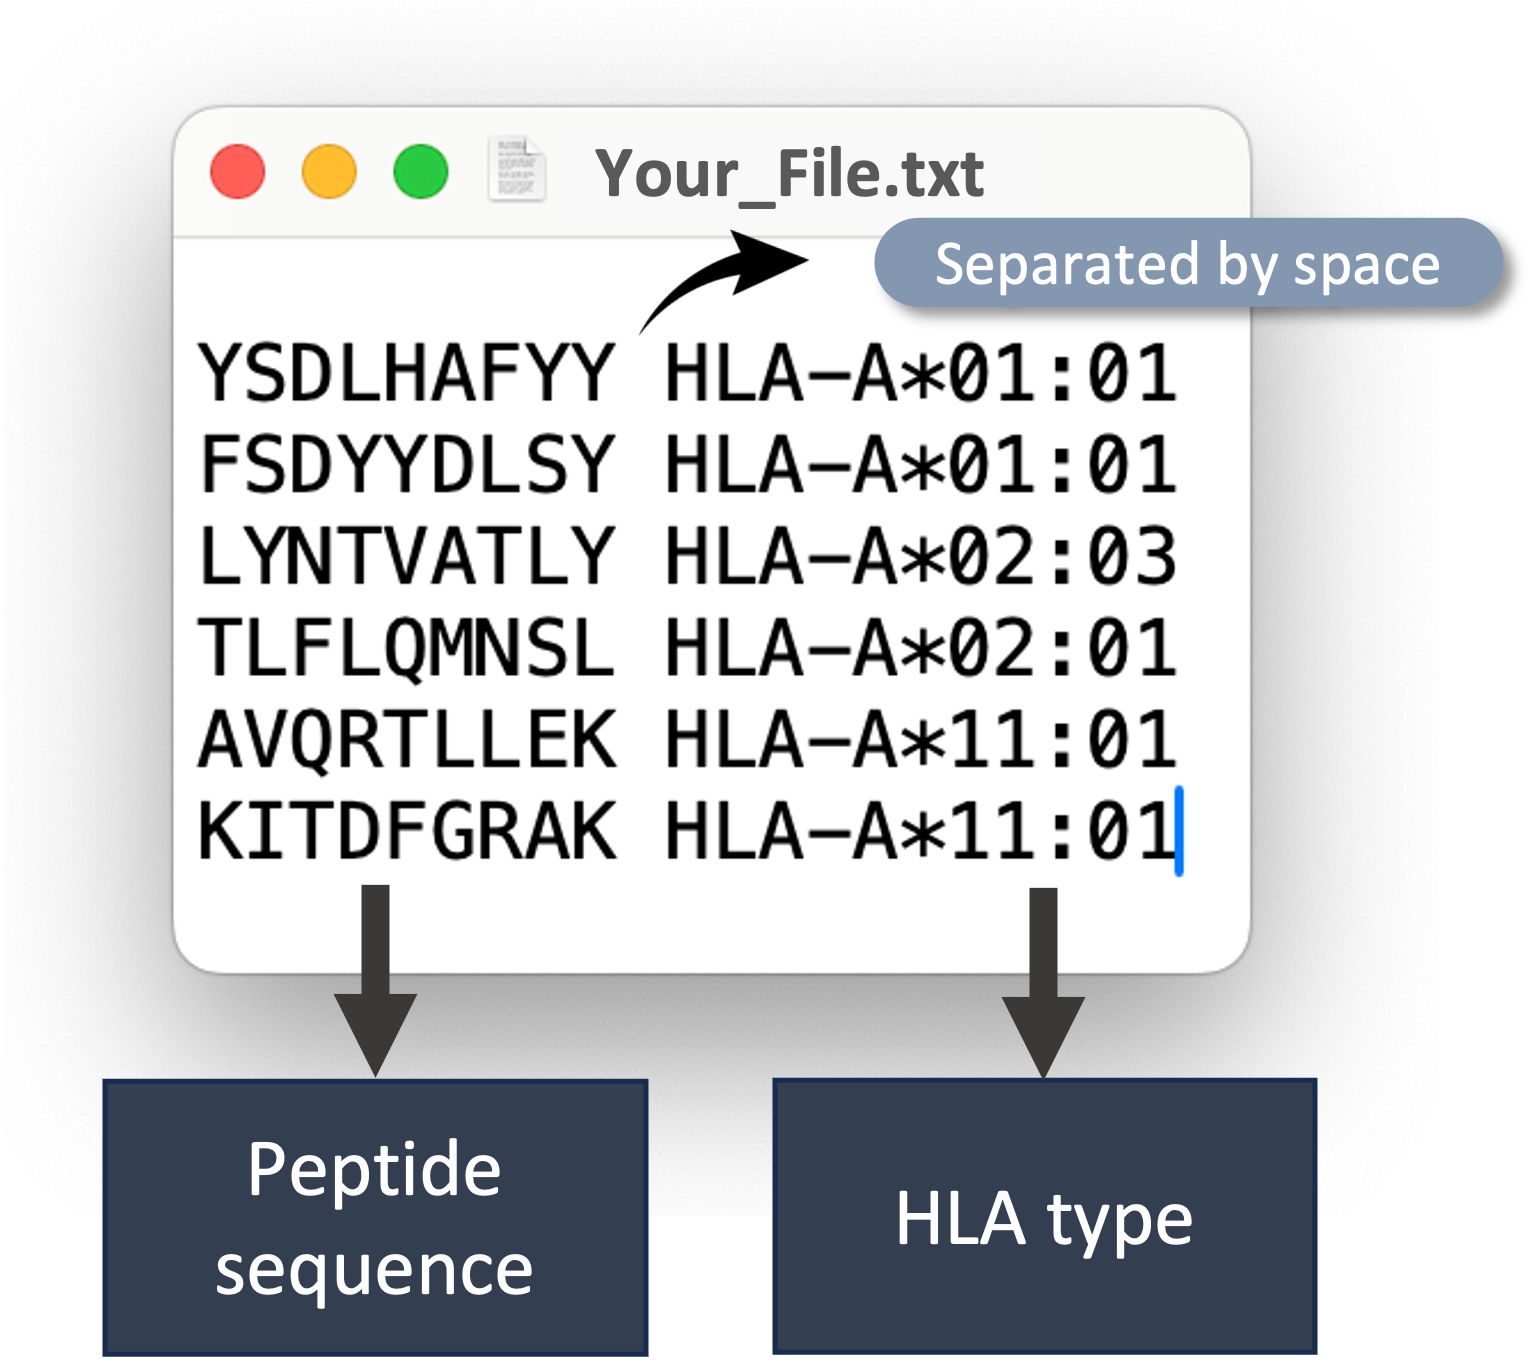 Your_File.txt
Separated by space
YSDLHAFYY HLA-A*01:01
FSDYYDLSY HLA-A*01:01
LYNTVATLY HLA-A*02:03
TLFLQMNSL HLA-A*02:01
AVQRTLLEK HLA-A*11:01
KITDFGRAK HLA-A*11:01
Peptide
sequence
HLA type